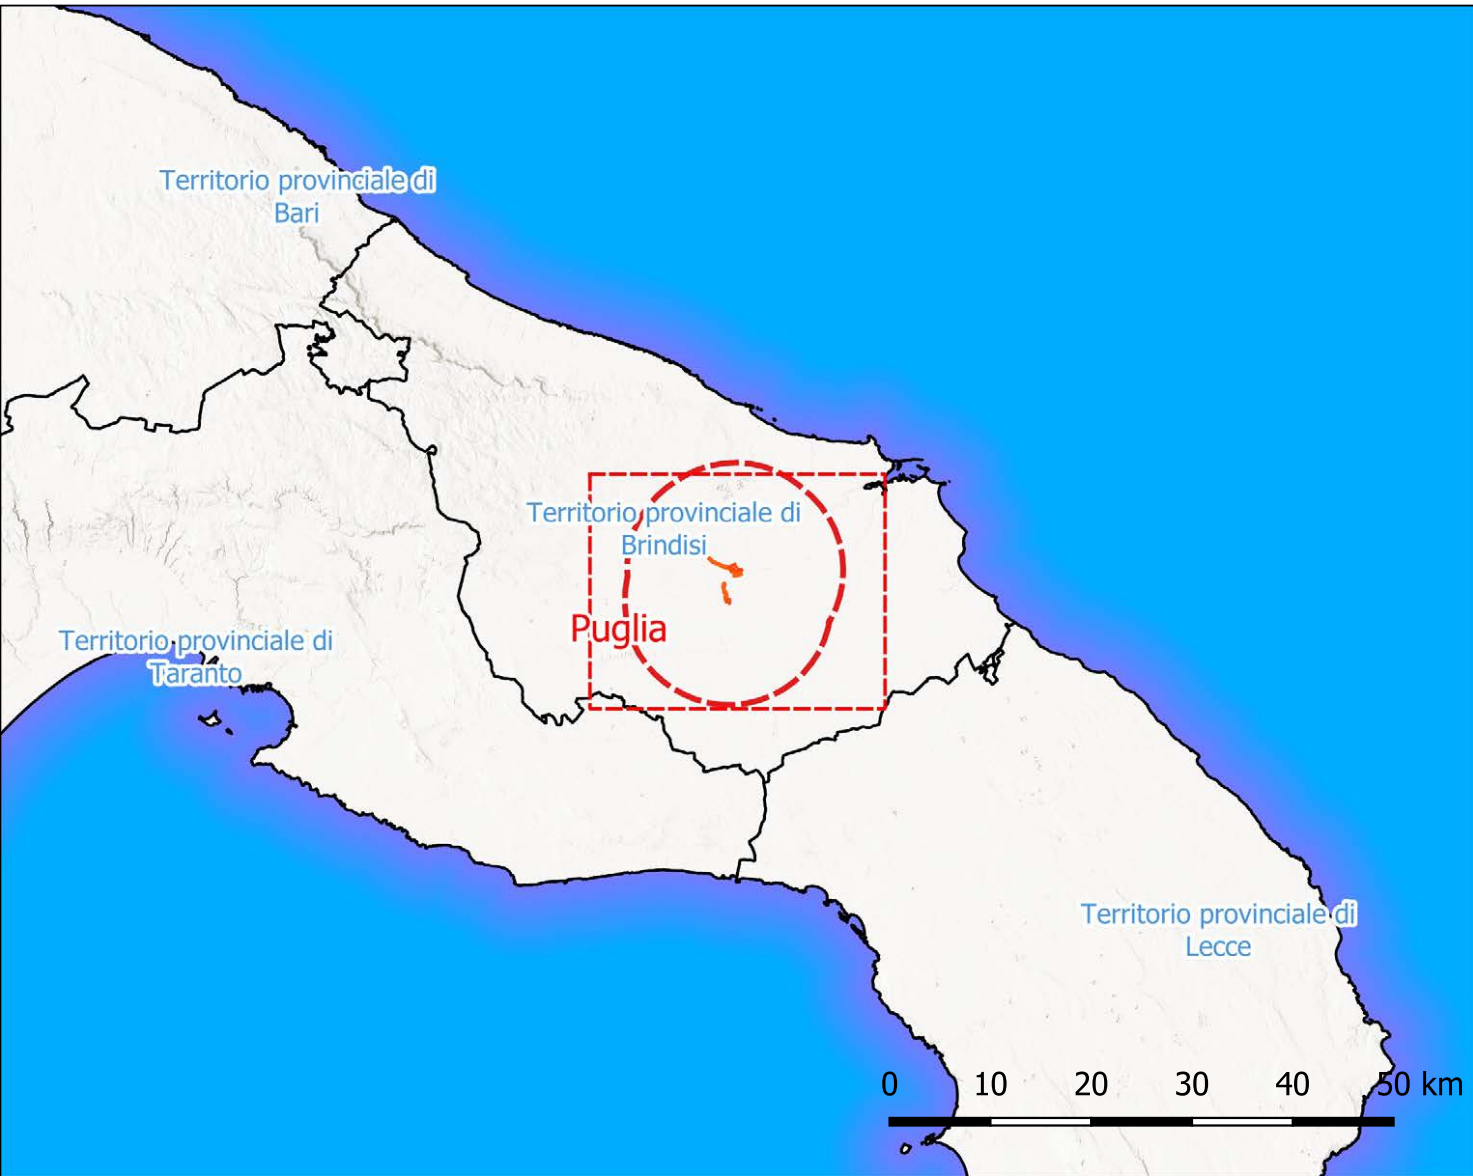 Territorio provinciale di
Bari
Territorio provinciale di
Brindisi
Puglia
Territorio provinciale di
Taranto
Territorio provinciale di
Lecce
0 10 20 30 40 50 km